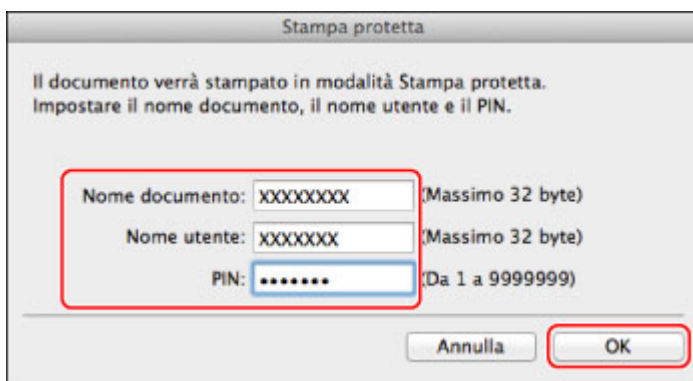 Stampa protetta
Il documento verrà stampato in modalità Stampa protetta.
Impostare il nome documento, il nome utente e il PIN.
Nome documento: XXXXXXXX (Massimo 32 byte)
Nome utente: XXXXXXX (Massimo 32 byte)
PIN: ••••••• (Da 1 a 9999999)
Annulla OK